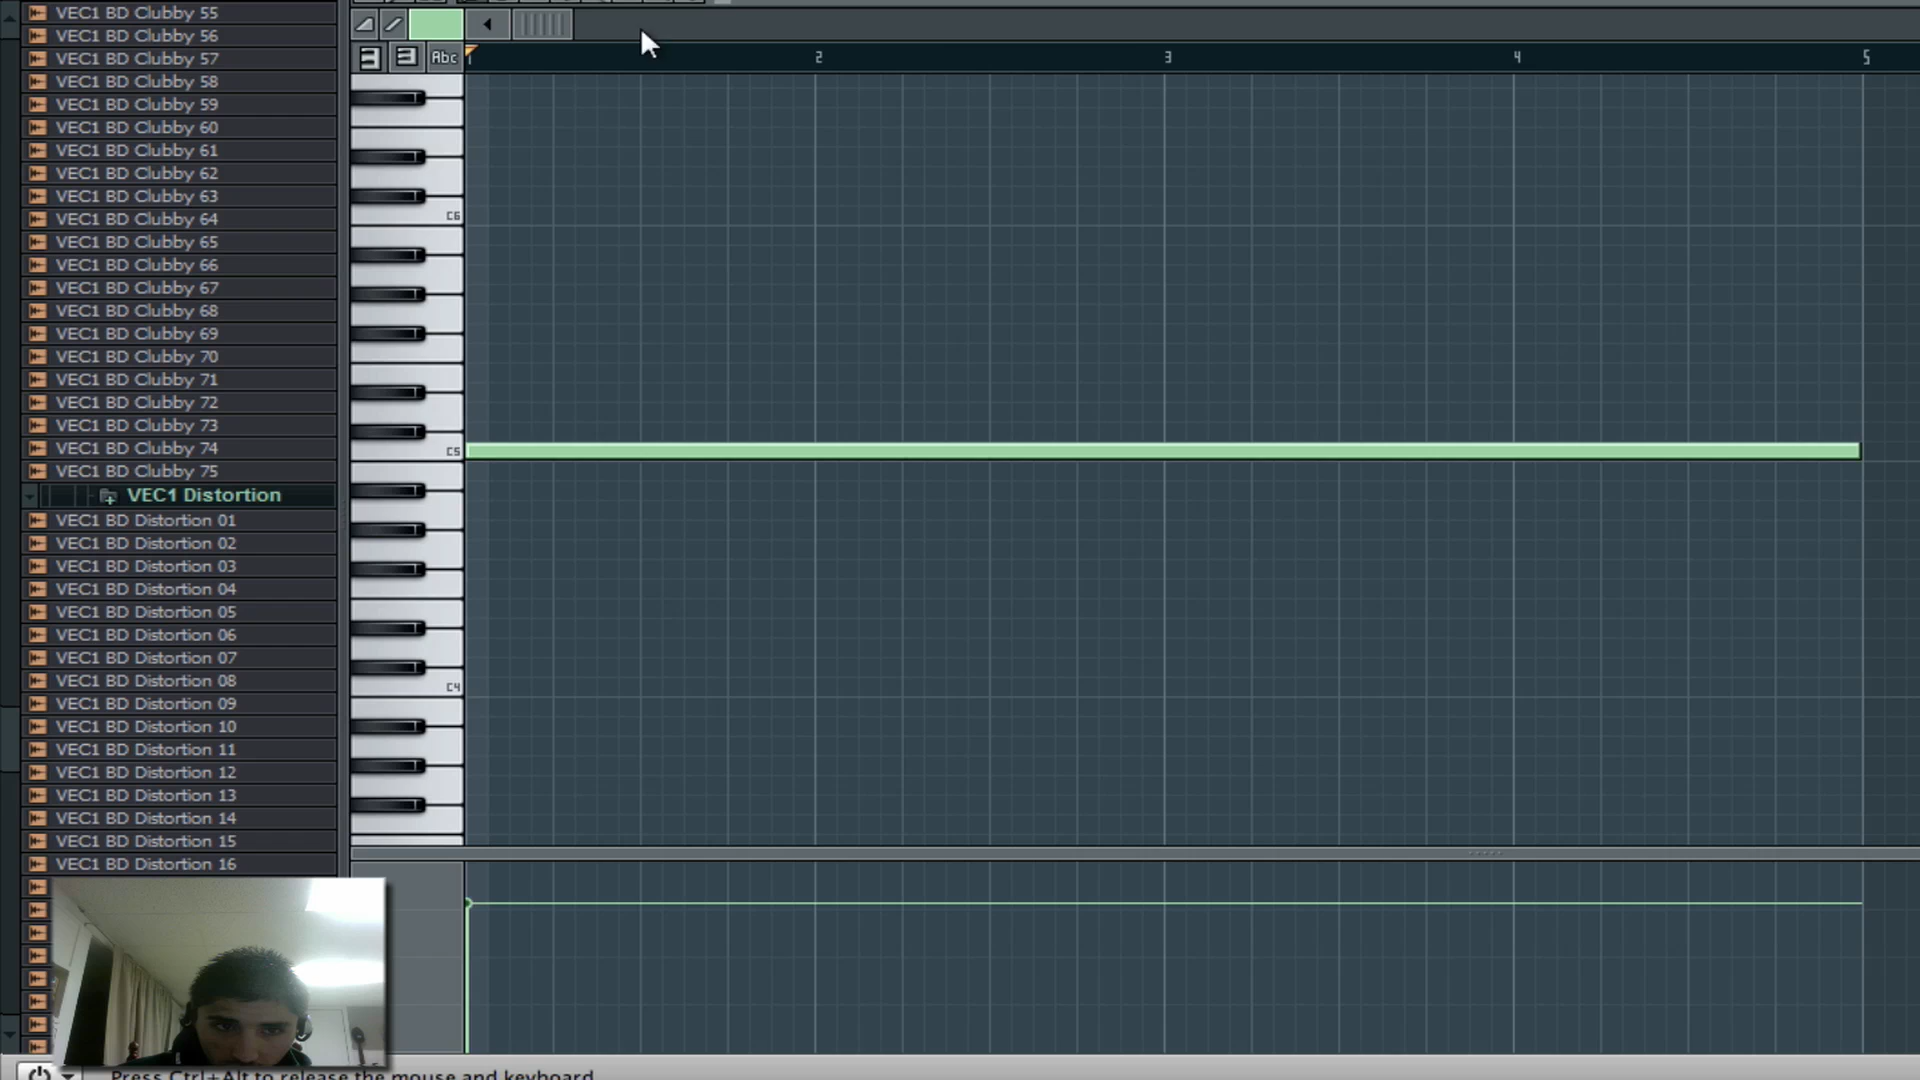 VEC1 BD Clubby 55
VEC1 BD Clubby 56
VEC1 BD Clubby 57
VEC1 BD Clubby 58
VEC1 BD Clubby 59
VEC1 BD Clubby 60
VEC1 BD Clubby 61
VEC1 BD Clubby 62
VEC1 BD Clubby 63
VEC1 BD Clubby 64
VEC1 BD Clubby 65
VEC1 BD Clubby 66
VEC1 BD Clubby 67
VEC1 BD Clubby 68
VEC1 BD Clubby 69
VEC1 BD Clubby 70
VEC1 BD Clubby 71
VEC1 BD Clubby 72
VEC1 BD Clubby 73
VEC1 BD Clubby 74
VEC1 BD Clubby 75
VEC1 Distortion
VEC1 BD Distortion 01
VEC1 BD Distortion 02
VEC1 BD Distortion 03
VEC1 BD Distortion 04
VEC1 BD Distortion 05
VEC1 BD Distortion 06
VEC1 BD Distortion 07
VEC1 BD Distortion 08
VEC1 BD Distortion 09
VEC1 BD Distortion 10
VEC1 BD Distortion 11
VEC1 BD Distortion 12
VEC1 BD Distortion 13
VEC1 BD Distortion 14
VEC1 BD Distortion 15
VEC1 BD Distortion 16
Abc
2 3 4 5
C6
C5
C4
Press Ctrl+Alt to release the mouse and keyboard